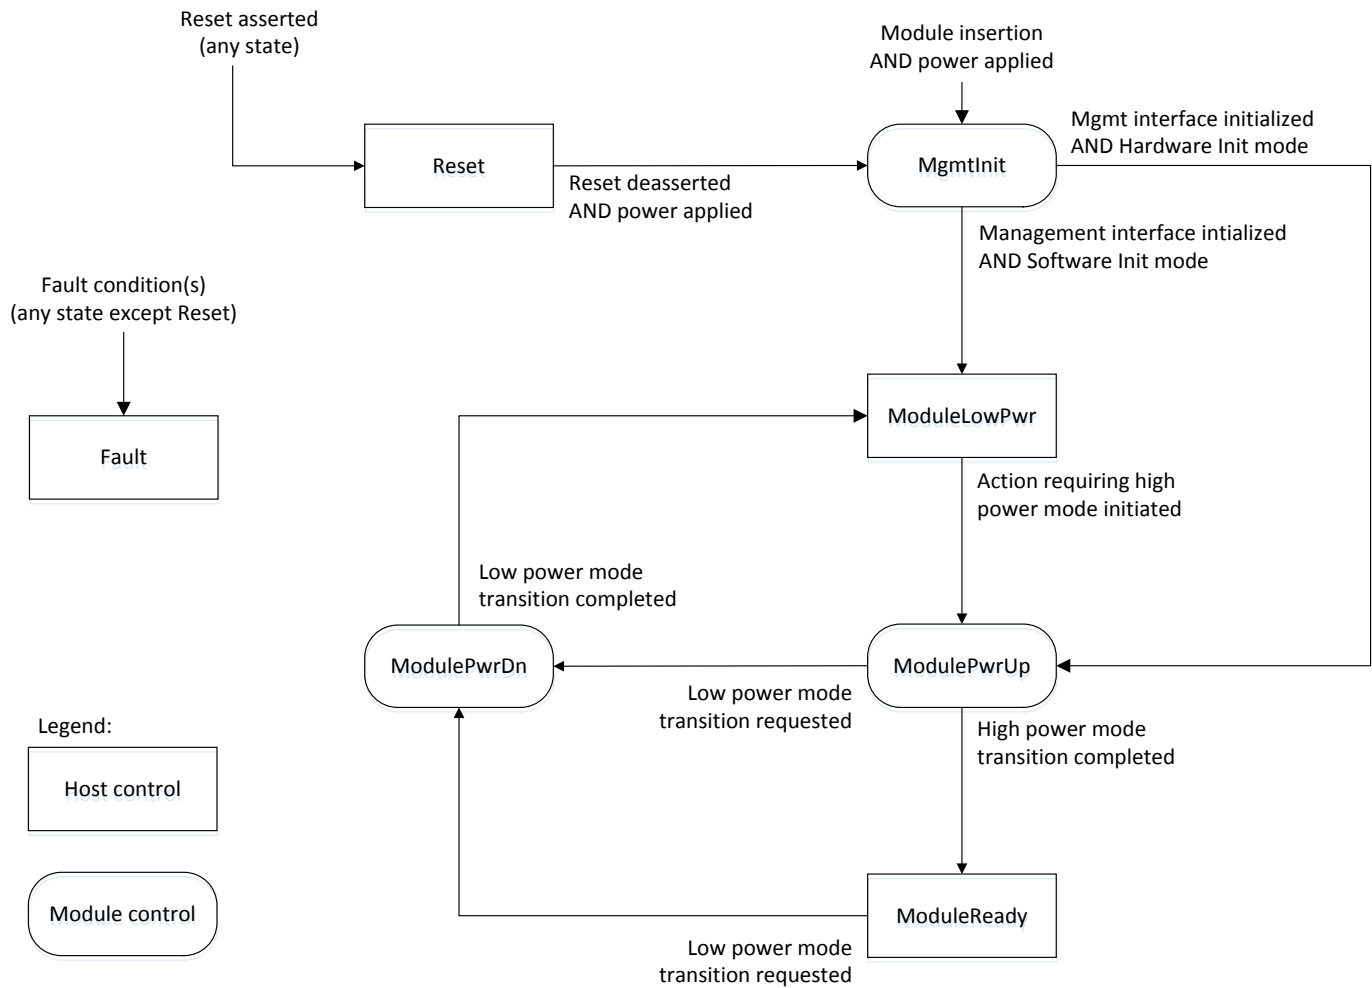 Reset asserted
(any state)
Module insertion
AND power applied
Mgmt interface initialized
AND Hardware Init mode
Reset
MgmtInit
Reset deasserted
AND power applied
Management interface intialized
AND Software Init mode
Fault condition(s)
(any state except Reset)
Fault
ModuleLowPwr
Action requiring high
power mode initiated
Low power mode
transition completed
ModulePwrDn
ModulePwrUp
Low power mode
transition requested
High power mode
transition completed
Legend:
Host control
Module control
ModuleReady
Low power mode
transition requested